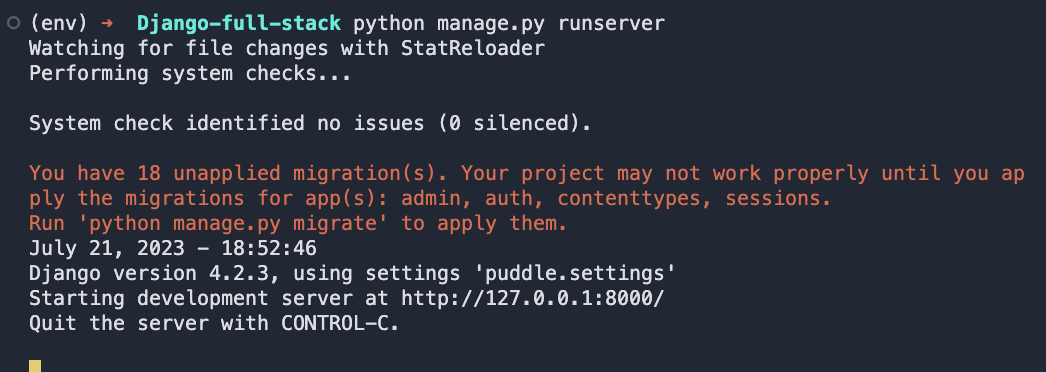 (env) → Django-full-stack python manage.py runserver
Watching for file changes with StatReloader
Performing system checks...
System check identified no issues (0 silenced).
You have 18 unapplied migration(s). Your project may not work properly until you ap
ply the migrations for app(s): admin, auth, contenttypes, sessions.
Run 'python manage.py migrate' to apply them.
July 21, 2023 - 18:52:46
Django version 4.2.3, using settings 'puddle.settings'
Starting development server at http://127.0.0.1:8000/
Quit the server with CONTROL-C.